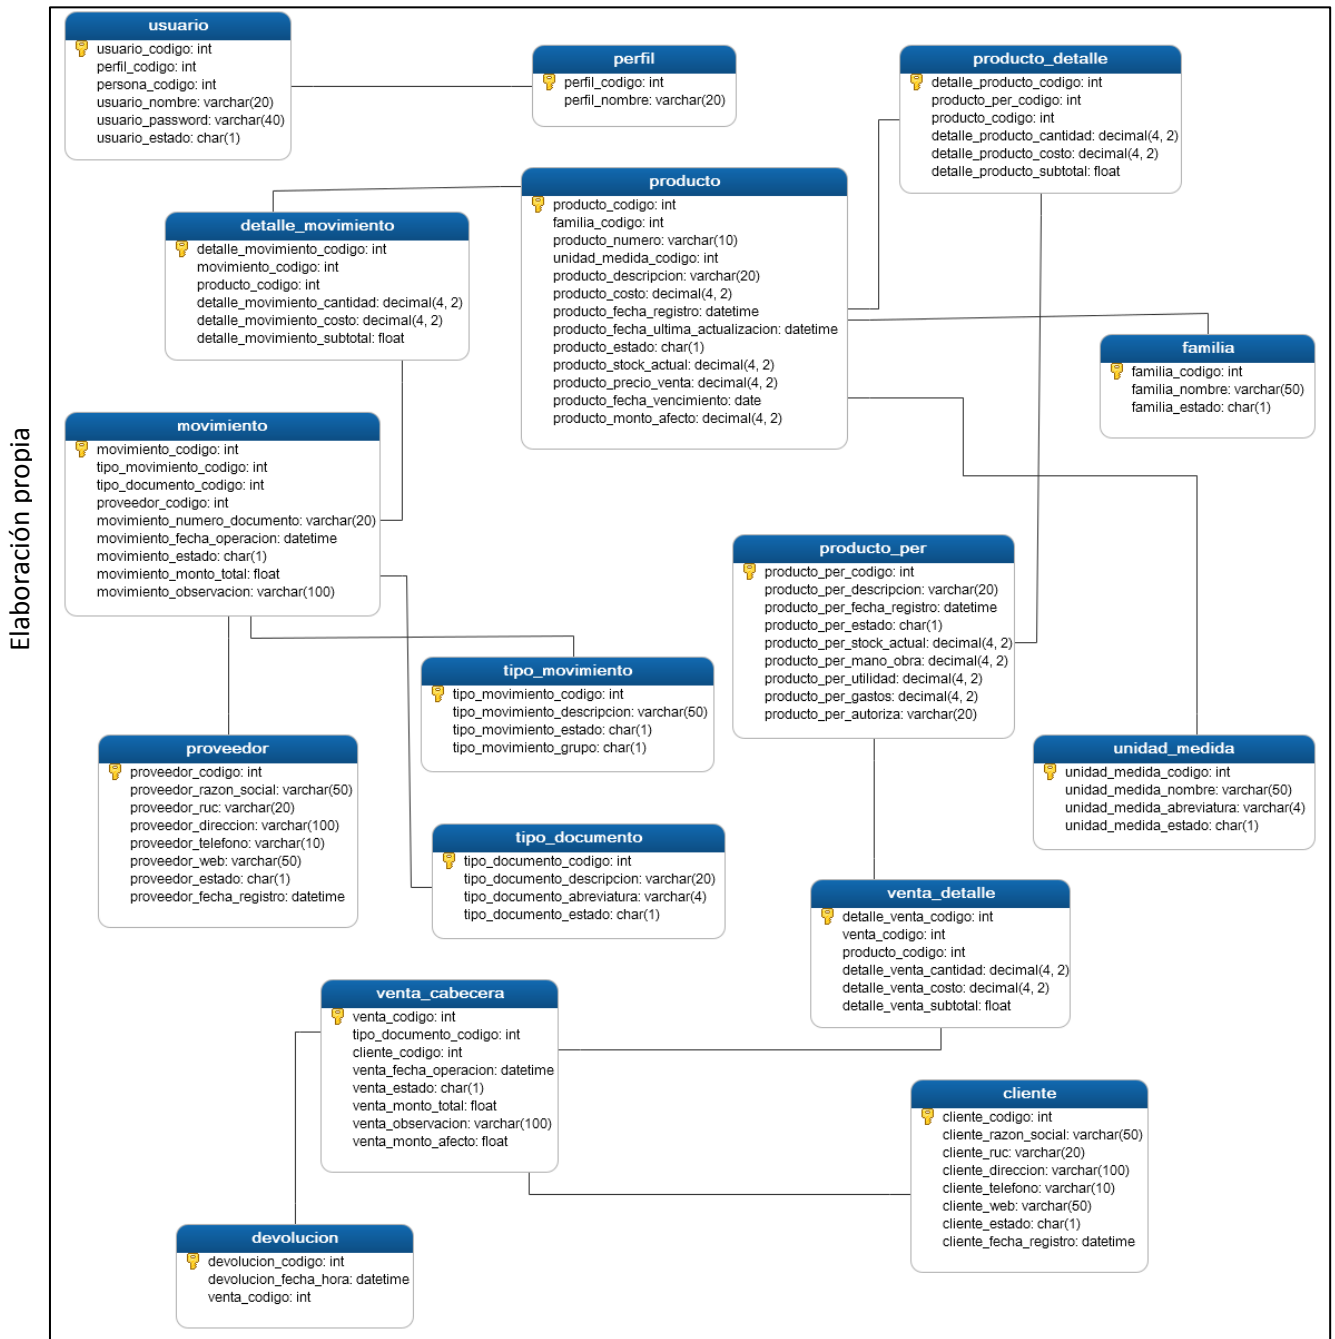 Elaboración propia
usuario
usuario_codigo: int
perfil_codigo: int
persona_codigo: int
usuario_nombre: varchar(20)
usuario_password: varchar(40)
usuario_estado: char(1)
perfil
perfil_codigo: int
perfil_nombre: varchar(20)
producto_detalle
detalle_producto_codigo: int
producto_per_codigo: int
producto_codigo: int
detalle_producto_cantidad: decimal(4, 2)
detalle_producto_costo: decimal(4, 2)
detalle_producto_subtotal: float
producto
producto_codigo: int
familia_codigo: int
producto_numero: varchar(10)
unidad_medida_codigo: int
producto_descripcion: varchar(20)
producto_costo: decimal(4, 2)
producto_fecha_registro: datetime
producto_fecha_ultima_actualizacion: datetime
producto_estado: char(1)
producto_stock_actual: decimal(4, 2)
producto_precio_venta: decimal(4, 2)
producto_fecha_vencimiento: date
producto_monto_afecto: decimal(4, 2)
detalle_movimiento
detalle_movimiento_codigo: int
movimiento_codigo: int
producto_codigo: int
detalle_movimiento_cantidad: decimal(4, 2)
detalle_movimiento_costo: decimal(4, 2)
detalle_movimiento_subtotal: float
familia
familia_codigo: int
familia_nombre: varchar(50)
familia_estado: char(1)
movimiento
movimiento_codigo: int
tipo_movimiento_codigo: int
tipo_documento_codigo: int
proveedor_codigo: int
movimiento_numero_documento: varchar(20)
movimiento_fecha_operacion: datetime
movimiento_estado: char(1)
movimiento_monto_total: float
movimiento_observacion: varchar(100)
producto_per
producto_per_codigo: int
producto_per_descripcion: varchar(20)
producto_per_fecha_registro: datetime
producto_per_estado: char(1)
producto_per_stock_actual: decimal(4, 2)
producto_per_mano_obra: decimal(4, 2)
producto_per_utilidad: decimal(4, 2)
producto_per_gastos: decimal(4, 2)
producto_per_autoriza: varchar(20)
tipo_movimiento
tipo_movimiento_codigo: int
tipo_movimiento_descripcion: varchar(50)
tipo_movimiento_estado: char(1)
tipo_movimiento_grupo: char(1)
proveedor
proveedor_codigo: int
proveedor_razon_social: varchar(50)
proveedor_ruc: varchar(20)
proveedor_direccion: varchar(100)
proveedor_telefono: varchar(10)
proveedor_web: varchar(50)
proveedor_estado: char(1)
proveedor_fecha_registro: datetime
unidad_medida
unidad_medida_codigo: int
unidad_medida_nombre: varchar(50)
unidad_medida_abreviatura: varchar(4)
unidad_medida_estado: char(1)
tipo_documento
tipo_documento_codigo: int
tipo_documento_descripcion: varchar(20)
tipo_documento_abreviatura: varchar(4)
tipo_documento_estado: char(1)
venta_detalle
detalle_venta_codigo: int
venta_codigo: int
producto_codigo: int
detalle_venta_cantidad: decimal(4, 2)
detalle_venta_costo: decimal(4, 2)
detalle_venta_subtotal: float
venta_cabecera
venta_codigo: int
tipo_documento_codigo: int
cliente_codigo: int
venta_fecha_operacion: datetime
venta_estado: char(1)
venta_monto_total: float
venta_observacion: varchar(100)
venta_monto_afecto: float
cliente
cliente_codigo: int
cliente_razon_social: varchar(50)
cliente_ruc: varchar(20)
cliente_direccion: varchar(100)
cliente_telefono: varchar(10)
cliente_web: varchar(50)
cliente_estado: char(1)
cliente_fecha_registro: datetime
devolucion
devolucion_codigo: int
devolucion_fecha_hora: datetime
venta_codigo: int